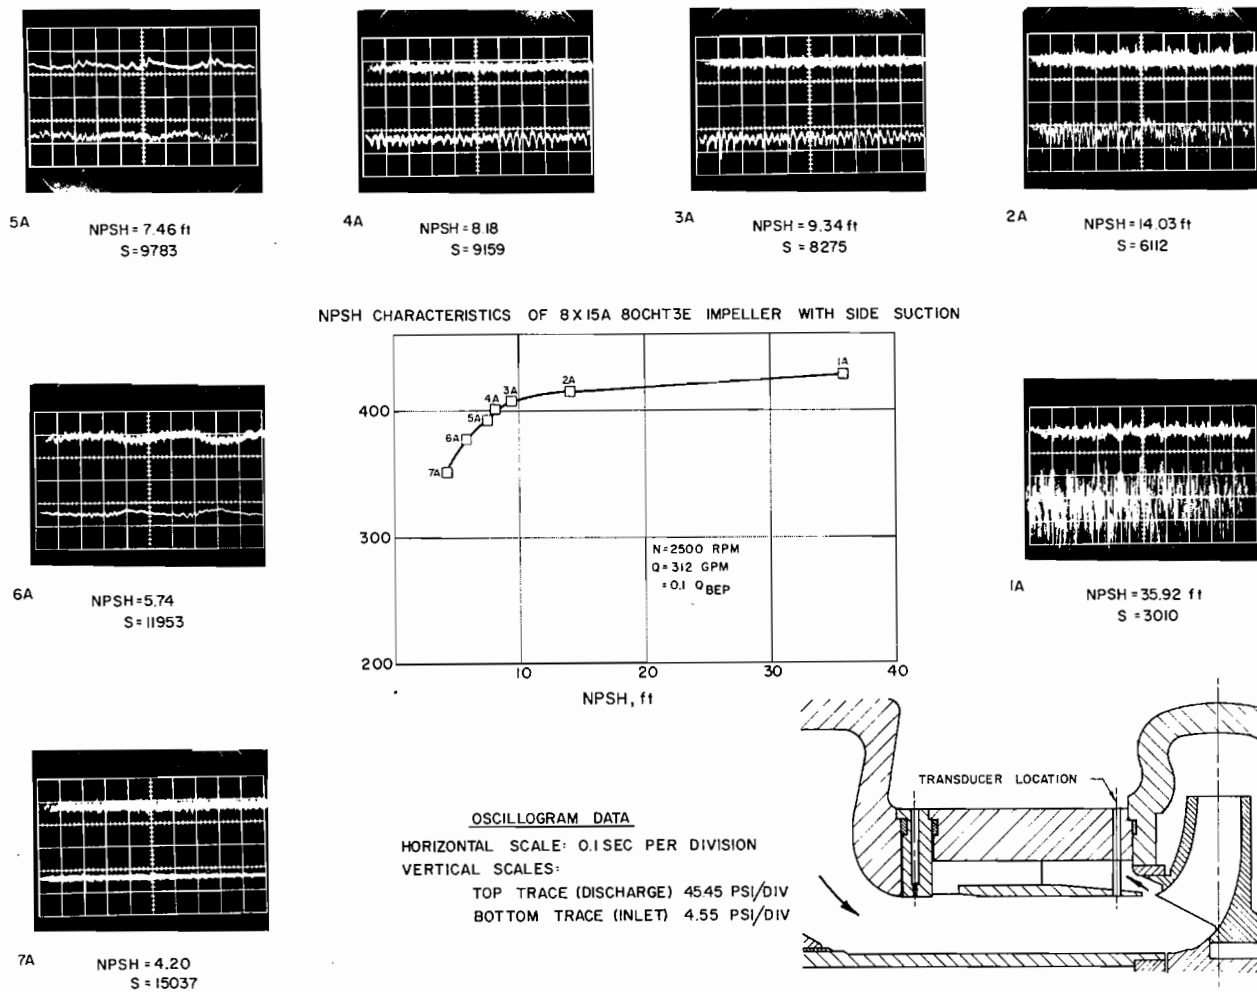 5A
NPSH = 7.46 ft
S = 9783
4A
NPSH = 8.18
S = 9159
3A
NPSH = 9.34 ft
S = 8275
2A
NPSH = 14.03 ft
S = 6112
NPSH CHARACTERISTICS OF 8 X 15A 80CHT3E IMPELLER WITH SIDE SUCTION
1A
2A
3A
4A
5A
6A
7A
400
300
200
10
20
30
40
N=2500 RPM
Q=312 GPM
=0.1 QBEP
NPSH, ft
6A
NPSH=5.74
S=11953
1A
NPSH=35.92 ft
S =3010
7A
NPSH=4.20
S=15037
OSCILLOGRAM DATA
HORIZONTAL SCALE: 0.1 SEC PER DIVISION
VERTICAL SCALES:
TOP TRACE (DISCHARGE) 45.45 PSI/DIV
BOTTOM TRACE (INLET) 4.55 PSI/DIV
TRANSDUCER LOCATION